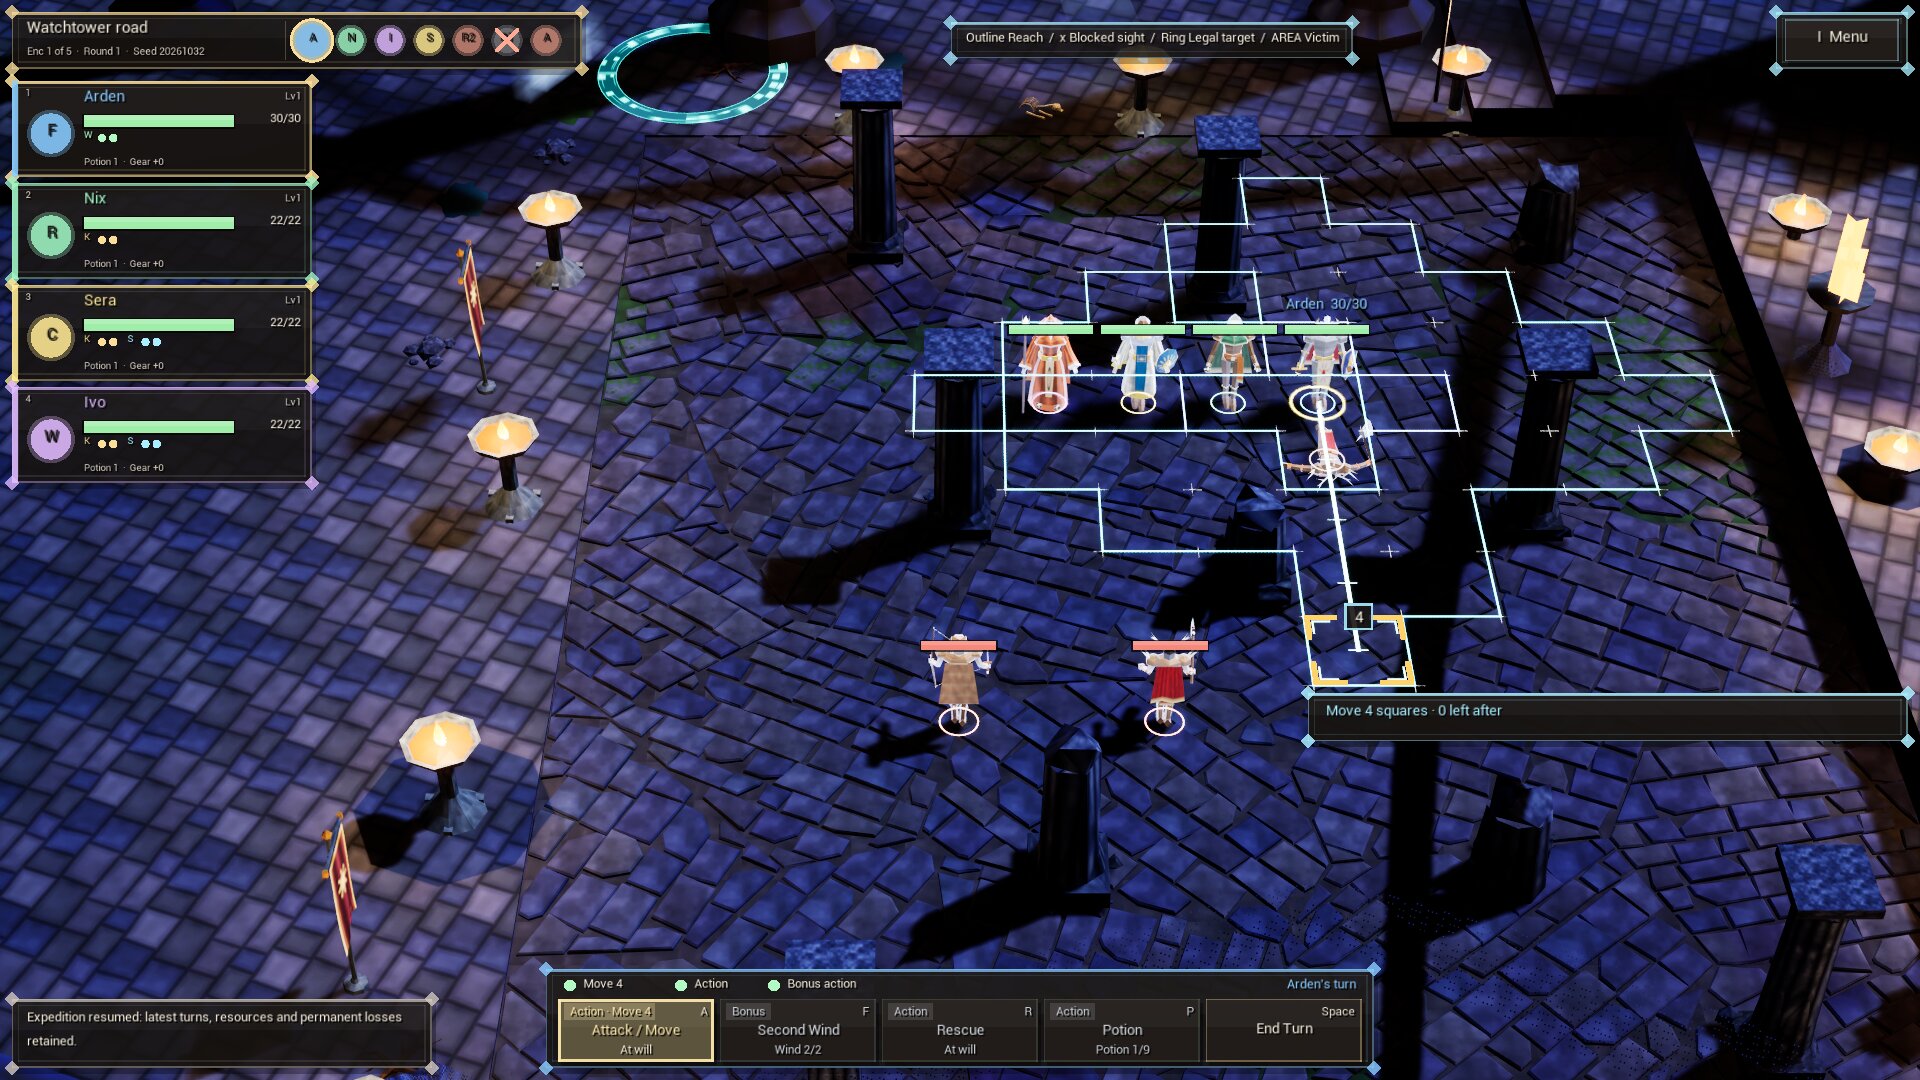 Watchtower road
Enc 1 of 5 · Round 1 · Seed 20261032
A N I S R2 A
Outline Reach / x Blocked sight / Ring Legal target / AREA Victim
I Menu
1 Arden Lv1
F 30/30
W
Potion 1 · Gear +0
2 Nix Lv1
R 22/22
K
Potion 1 · Gear +0
3 Sera Lv1
C 22/22
K S
Potion 1 · Gear +0
4 Ivo Lv1
W 22/22
K S
Potion 1 · Gear +0
Arden 30/30
4
Move 4 squares · 0 left after
Move 4 Action Bonus action Arden's turn
Action · Move 4 A
Attack / Move
At will
Bonus F
Second Wind
Wind 2/2
Action R
Rescue
At will
Action P
Potion
Potion 1/9
Space
End Turn
Expedition resumed: latest turns, resources and permanent losses
retained.